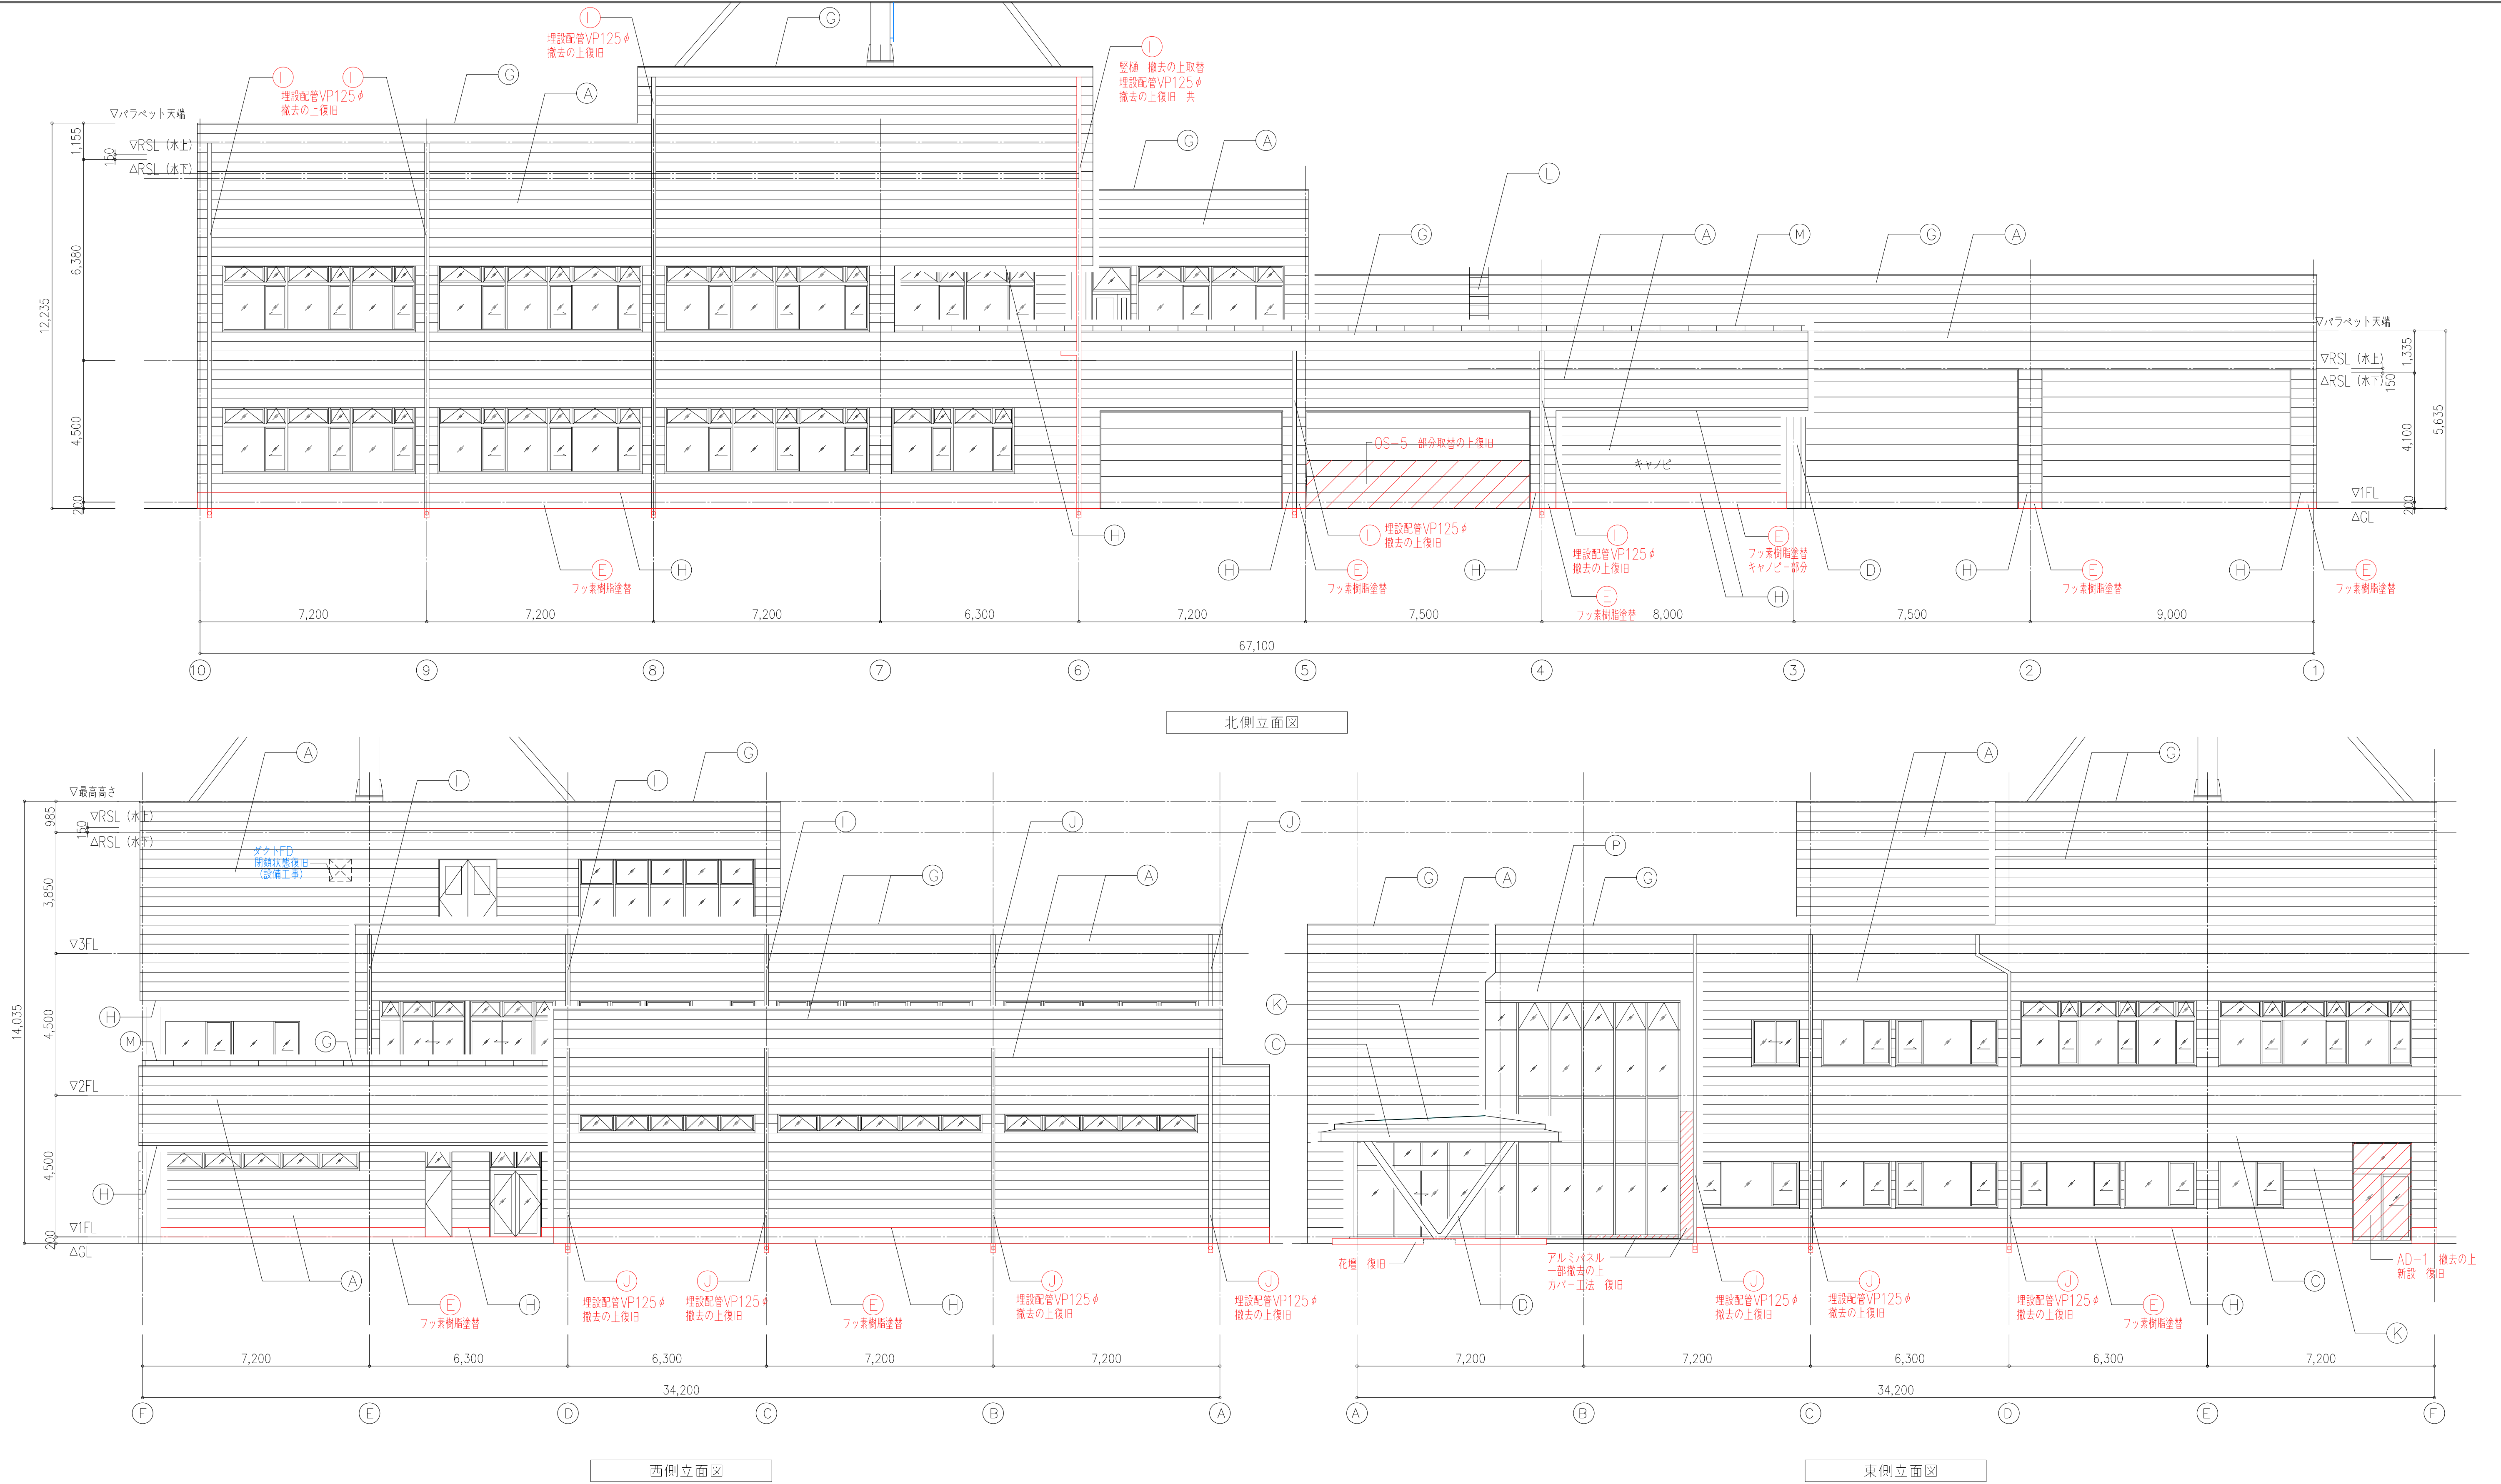 I
埋設配管VP125φ
撤去の上復旧
G
I
竪樋 撤去の上取替
埋設配管VP125φ
撤去の上復旧 共
I
I
埋設配管VP125φ
撤去の上復旧
G
A
▽パラペット天端
1,155
▽RSL (水上)
150
△RSL (水下)
G
A
L
6,380
12,235
G
A
M
G
A
▽パラペット天端
▽RSL (水上)
1,335
△RSL (水下)
150
5,635
4,500
4,100
OS-5 部分取替の上復旧
キャノピー
200
▽1FL
200
△GL
H
I
埋設配管VP125φ
撤去の上復旧
I
埋設配管VP125φ
撤去の上復旧
E
フッ素樹脂塗替
キャノピー部分
E
フッ素樹脂塗替
H
H
E
フッ素樹脂塗替
H
E
フッ素樹脂塗替
H
D
H
E
フッ素樹脂塗替
H
E
フッ素樹脂塗替
7,200
7,200
7,200
6,300
7,200
7,500
8,000
7,500
9,000
67,100
10
9
8
7
6
5
4
3
2
1
北側立面図
A
I
I
G
▽最高高さ
985
▽RSL (水上)
150
△RSL (水下)
I
J
J
ダクトFD
閉鎖状態復旧
(設備工事)
3,850
G
A
▽3FL
H
M
G
4,500
14,035
▽2FL
4,500
H
▽1FL
200
△GL
A
E
フッ素樹脂塗替
H
J
埋設配管VP125φ
撤去の上復旧
J
埋設配管VP125φ
撤去の上復旧
E
フッ素樹脂塗替
H
J
埋設配管VP125φ
撤去の上復旧
J
埋設配管VP125φ
撤去の上復旧
7,200
6,300
6,300
7,200
7,200
34,200
F
E
D
C
B
A
西側立面図
A
G
P
G
A
G
K
C
花壇 復旧
アルミパネル
一部撤去の上
カバー工法 復旧
D
J
埋設配管VP125φ
撤去の上復旧
J
埋設配管VP125φ
撤去の上復旧
J
埋設配管VP125φ
撤去の上復旧
E
フッ素樹脂塗替
H
C
AD-1 撤去の上
新設 復旧
K
7,200
7,200
6,300
6,300
7,200
34,200
A
B
C
D
E
F
東側立面図